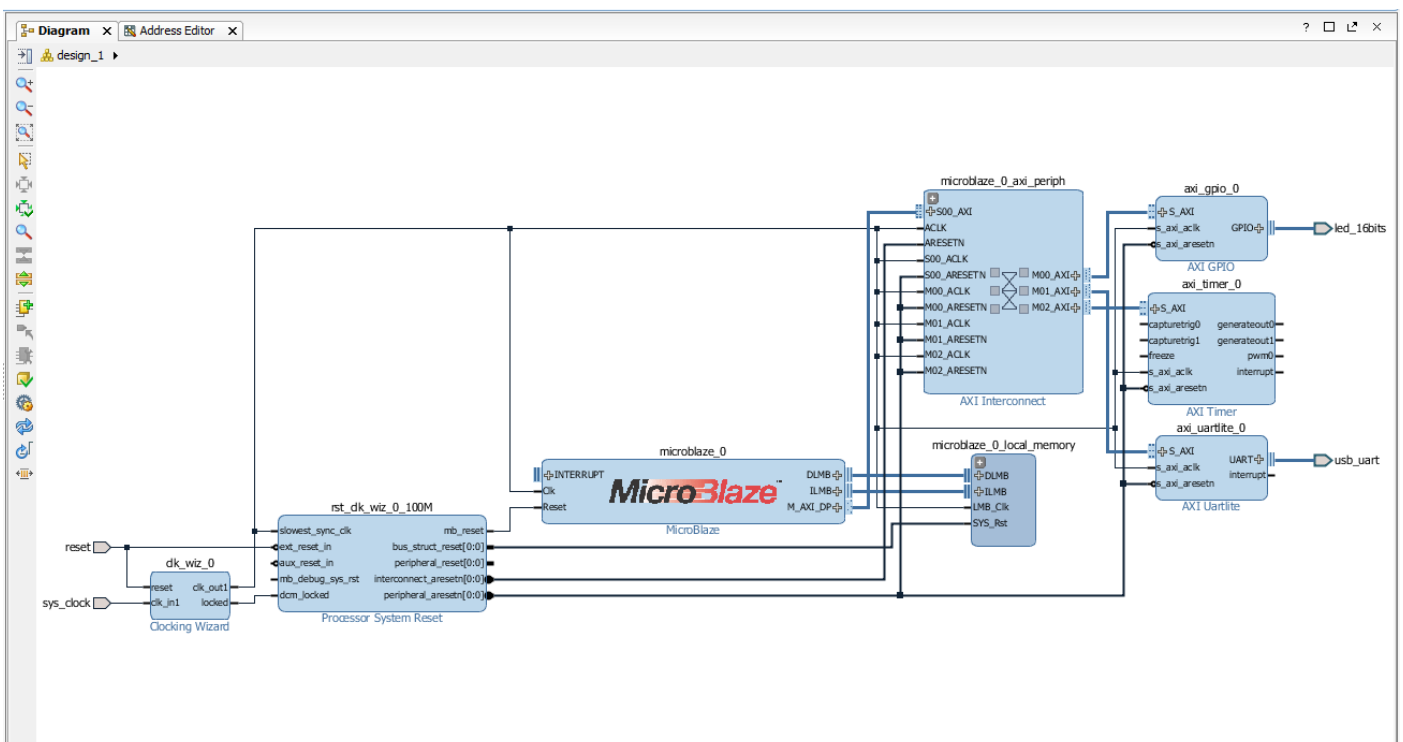 Diagram
Address Editor
design_1
microblaze_0_axi_periph
S00_AXI
ACLK
ARESETN
S00_ACLK
S00_ARESETN
M00_ACLK
M00_ARESETN
M01_ACLK
M01_ARESETN
M02_ACLK
M02_ARESETN
M00_AXI
M01_AXI
M02_AXI
AXI Interconnect
axi_gpio_0
S_AXI
s_axi_aclk
s_axi_aresetn
GPIO
AXI GPIO
led_16bits
axi_timer_0
S_AXI
capturetrig0
capturetrig1
freeze
s_axi_aclk
s_axi_aresetn
generateout0
generateout1
pwm0
interrupt
AXI Timer
axi_uartlite_0
S_AXI
s_axi_aclk
s_axi_aresetn
UART
interrupt
AXI Uartlite
usb_uart
microblaze_0_local_memory
DLMB
ILMB
LMB_Clk
SYS_Rst
microblaze_0
INTERRUPT
Clk
Reset
MicroBlaze
DLMB
ILMB
M_AXI_DP
MicroBlaze
rst_clk_wiz_0_100M
slowest_sync_clk
ext_reset_in
aux_reset_in
mb_debug_sys_rst
dcm_locked
mb_reset
bus_struct_reset[0:0]
peripheral_reset[0:0]
interconnect_aresetn[0:0]
peripheral_aresetn[0:0]
Processor System Reset
reset
sys_clock
clk_wiz_0
reset
clk_in1
clk_out1
locked
Clocking Wizard